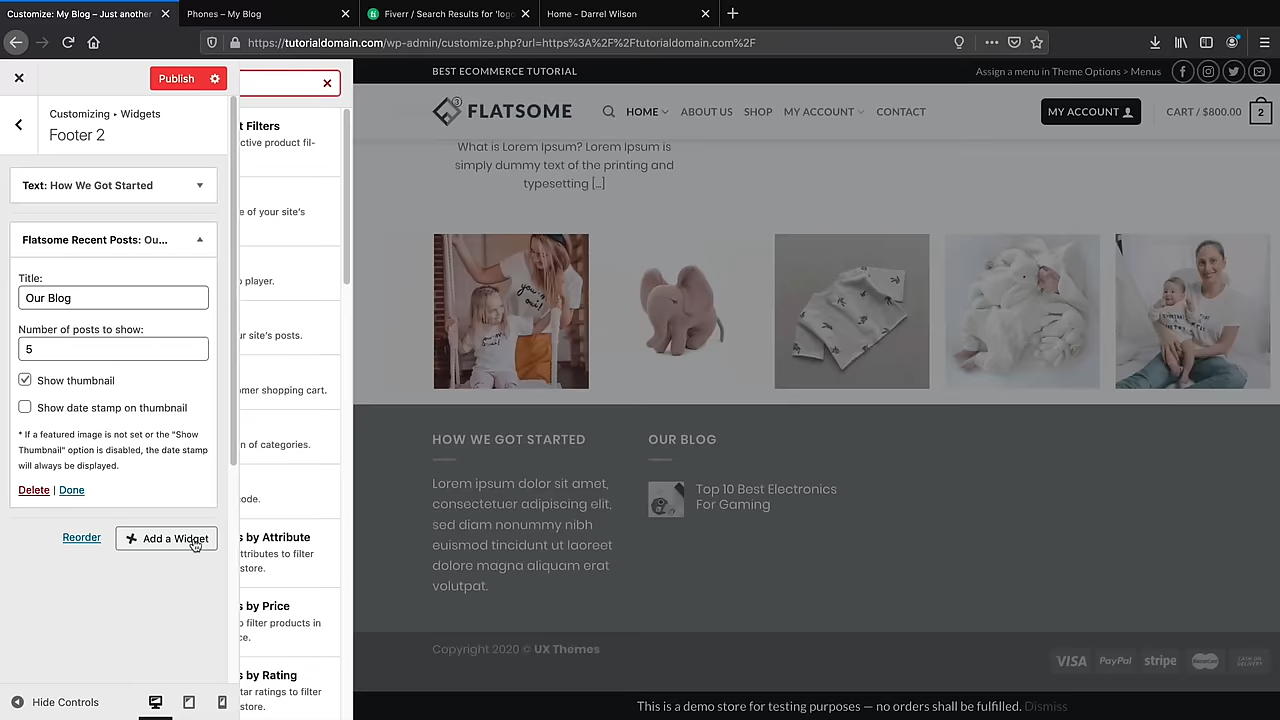 Customize: My Blog – Just another
Phones – My Blog
Fiverr / Search Results for 'logo
Home - Darrel Wilson
https://tutorialdomain.com/wp-admin/customize.php?url=https%3A%2F%2Ftutorialdomain.com%2F
Publish
Customizing ▸ Widgets
Footer 2
Text: How We Got Started
Flatsome Recent Posts: Ou...
Title:
Our Blog
Number of posts to show:
5
Show thumbnail
Show date stamp on thumbnail
* If a featured image is not set or the "Show
Thumbnail" option is disabled, the date stamp
will always be displayed.
Delete | Done
Reorder
Add a Widget
Hide Controls
t Filters
ctive product fil-
e of your site's
player.
ur site's posts.
mer shopping cart.
n of categories.
ode.
s by Attribute
ttributes to filter
store.
s by Price
o filter products in
ce.
s by Rating
tar ratings to filter
store.
BEST ECOMMERCE TUTORIAL
Assign a menu in Theme Options > Menus
3
FLATSOME
HOME
ABOUT US
SHOP
MY ACCOUNT
CONTACT
MY ACCOUNT
CART / $800.00
2
What is Lorem Ipsum? Lorem Ipsum is
simply dummy text of the printing and
typesetting [...]
HOW WE GOT STARTED
Lorem ipsum dolor sit amet,
consectetuer adipiscing elit,
sed diam nonummy nibh
euismod tincidunt ut laoreet
dolore magna aliquam erat
volutpat.
OUR BLOG
Top 10 Best Electronics
For Gaming
Copyright 2020 © UX Themes
VISA
PayPal
stripe
MasterCard
CASH ON
DELIVERY
This is a demo store for testing purposes — no orders shall be fulfilled. Dismiss